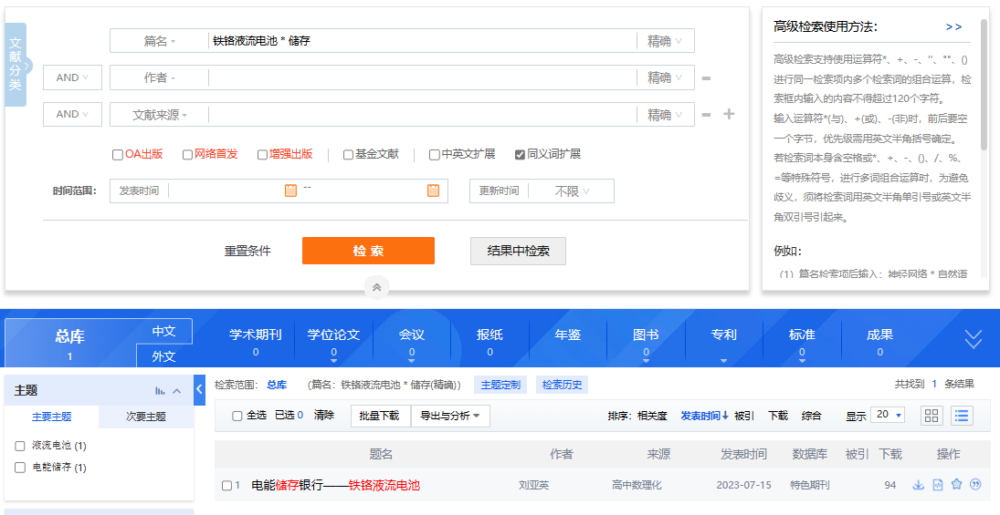 文献分类
篇名 铁铬液流电池 * 储存 精确
AND 作者 精确
AND 文献来源 精确
OA出版 网络首发 增强出版 基金文献 中英文扩展 同义词扩展
时间范围： 发表时间 -- 更新时间 不限
重置条件 检索 结果中检索
高级检索使用方法： >>
高级检索支持使用运算符*、+、-、''、""、()
进行同一检索项内多个检索词的组合运算，检
索框内输入的内容不得超过120个字符。
输入运算符*(与)、+(或)、-(非)时，前后要空
一个字节，优先级需用英文半角括号确定。
若检索词本身含空格或*、+、-、()、/、%、
=等特殊符号，进行多词组合运算时，为避免
歧义，须将检索词用英文半角单引号或英文半
角双引号引起来。
例如：
（1）篇名检索项后输入：神经网络 * 自然语
总库 中文 学术期刊 学位论文 会议 报纸 年鉴 图书 专利 标准 成果
1 外文 0 0 0 0 0 0 0
主题
主要主题 次要主题
液流电池 (1)
电能储存 (1)
检索范围： 总库 (篇名：铁铬液流电池 * 储存(精确)) 主题定制 检索历史 共找到 1 条结果
全选 已选 0 清除 批量下载 导出与分析 排序： 相关度 发表时间↓ 被引 下载 综合 显示 20
题名 作者 来源 发表时间 数据库 被引 下载 操作
1 电能储存银行——铁铬液流电池 刘亚英 高中数理化 2023-07-15 特色期刊 94